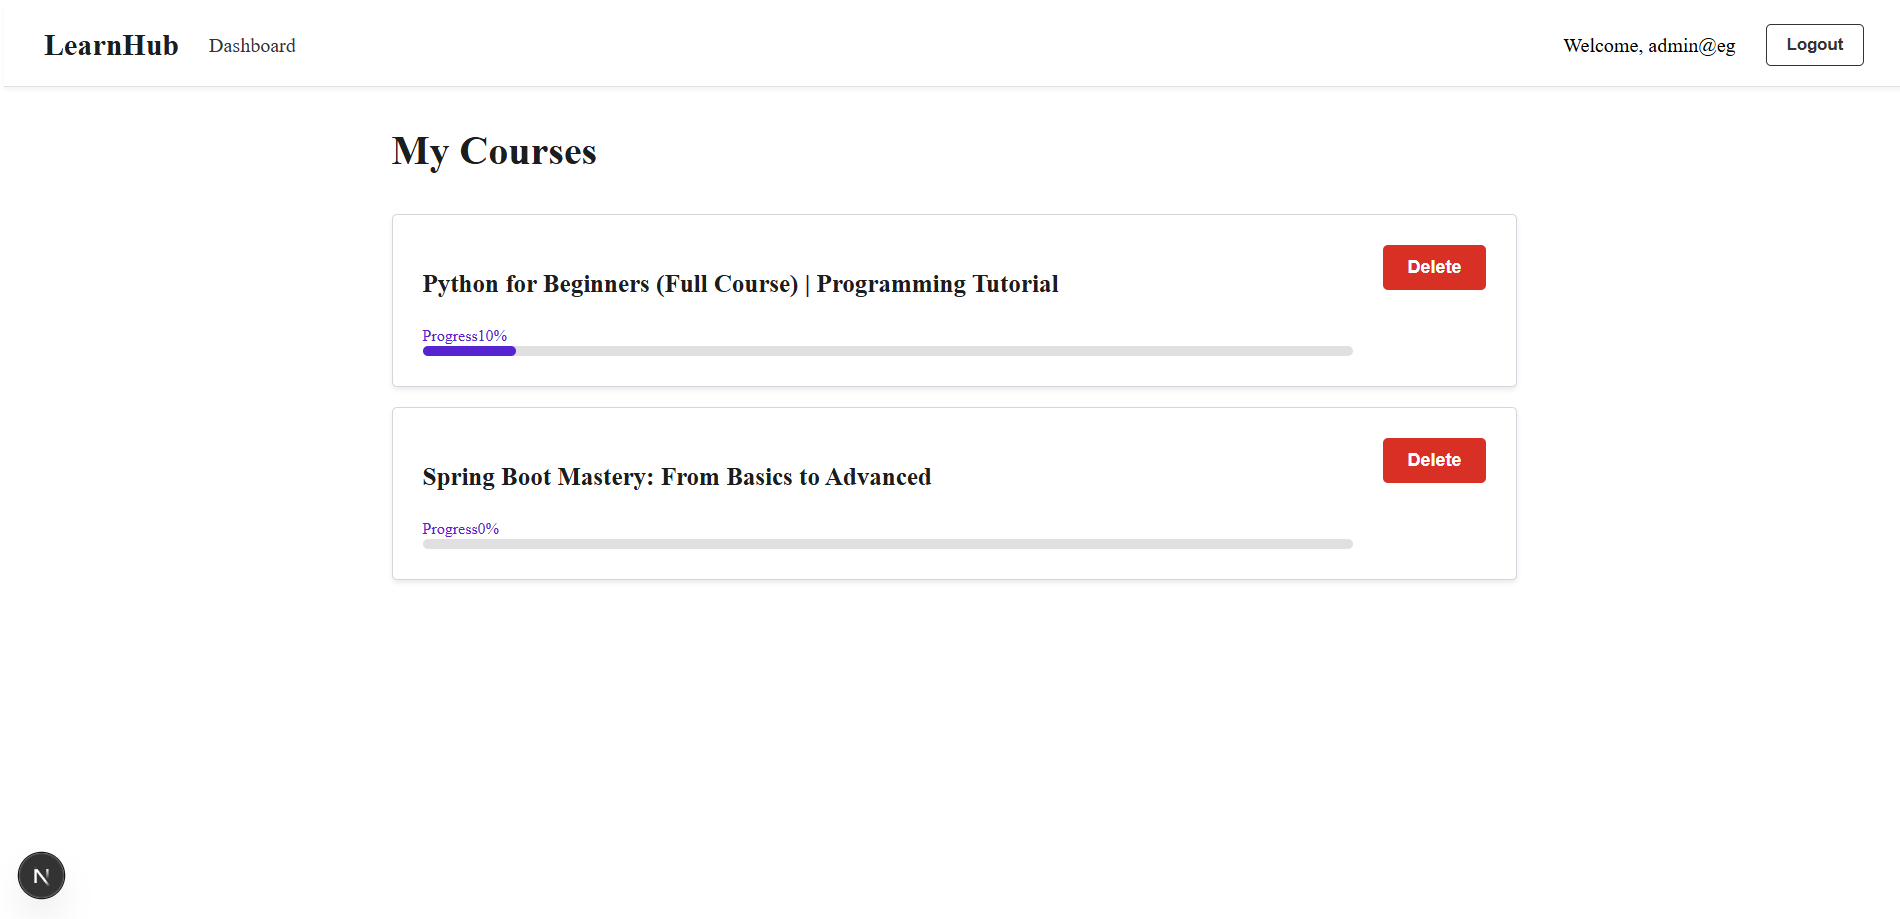 LearnHub Dashboard Welcome, admin@eg Logout
My Courses
Python for Beginners (Full Course) | Programming Tutorial
Delete
Progress10%
Spring Boot Mastery: From Basics to Advanced
Delete
Progress0%
N